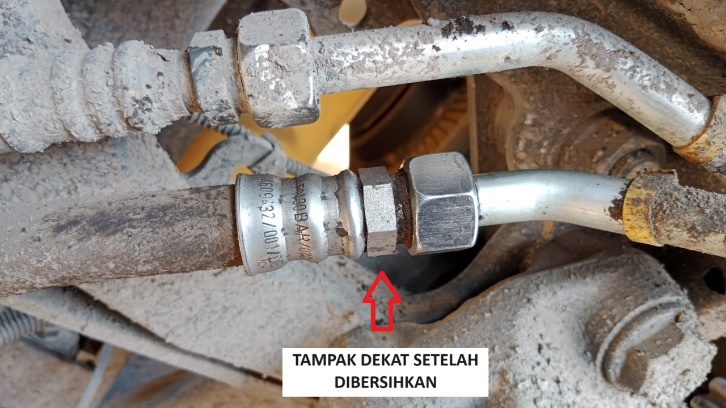 TAMPAK DEKAT SETELAH
DIBERSIHKAN